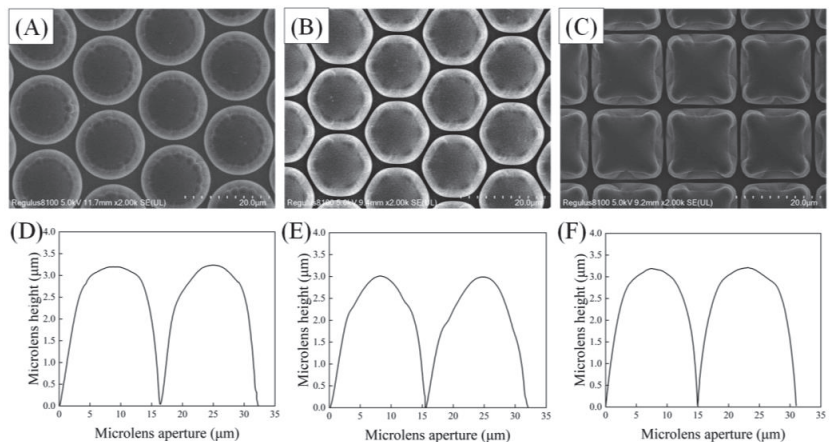 (A)
Regulus8100 5.0kV 11.7mm x2.00k SE(UL) 20.0μm
(B)
Regulus8100 5.0kV 9.4mm x2.00k SE(UL) 20.0μm
(C)
Regulus8100 5.0kV 9.2mm x2.00k SE(UL) 20.0μm
(D)
Microlens height (μm)
4.0
3.5
3.0
2.5
2.0
1.5
1.0
0.5
0.0
0 5 10 15 20 25 30 35
Microlens aperture (μm)
(E)
Microlens height (μm)
4.0
3.5
3.0
2.5
2.0
1.5
1.0
0.5
0.0
0 5 10 15 20 25 30 35
Microlens aperture (μm)
(F)
Microlens height (μm)
4.0
3.5
3.0
2.5
2.0
1.5
1.0
0.5
0.0
0 5 10 15 20 25 30 35
Microlens aperture (μm)